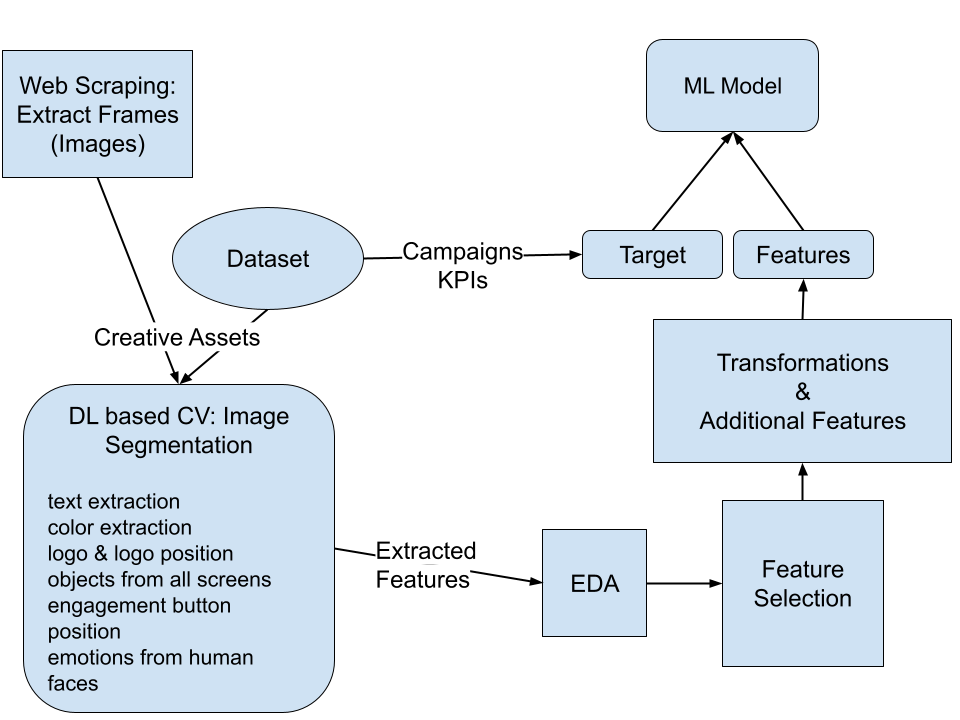 Web Scraping:
Extract Frames
(Images)
ML Model
Dataset
Campaigns
KPIs
Target
Features
Creative Assets
Transformations
&
Additional Features
DL based CV: Image
Segmentation
text extraction
color extraction
logo & logo position
objects from all screens
engagement button
position
emotions from human
faces
Extracted
Features
EDA
Feature
Selection